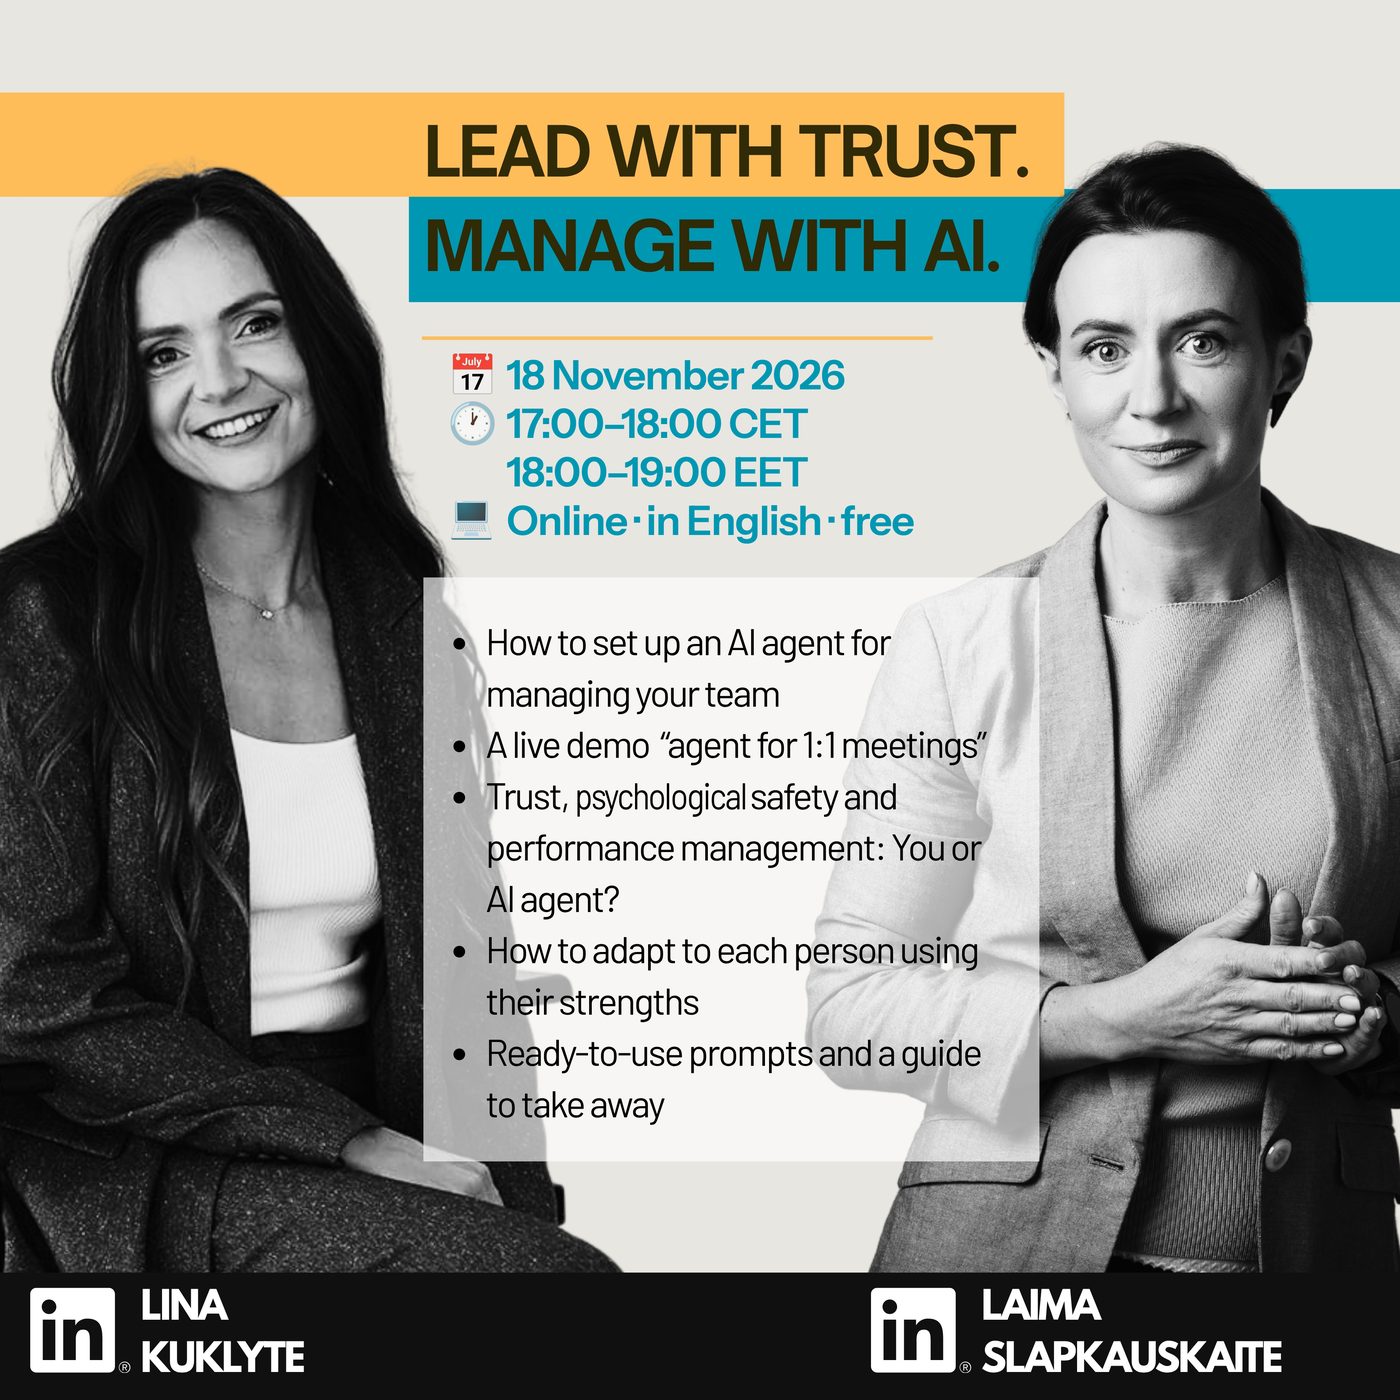 LEAD WITH TRUST.
MANAGE WITH AI.
July
17
18 November 2026
17:00–18:00 CET
18:00–19:00 EET
Online · in English · free
• How to set up an AI agent for
managing your team
• A live demo “agent for 1:1 meetings”
• Trust, psychological safety and
performance management: You or
AI agent?
• How to adapt to each person using
their strengths
• Ready-to-use prompts and a guide
to take away
in®
LINA
KUKLYTE
in®
LAIMA
SLAPKAUSKAITE